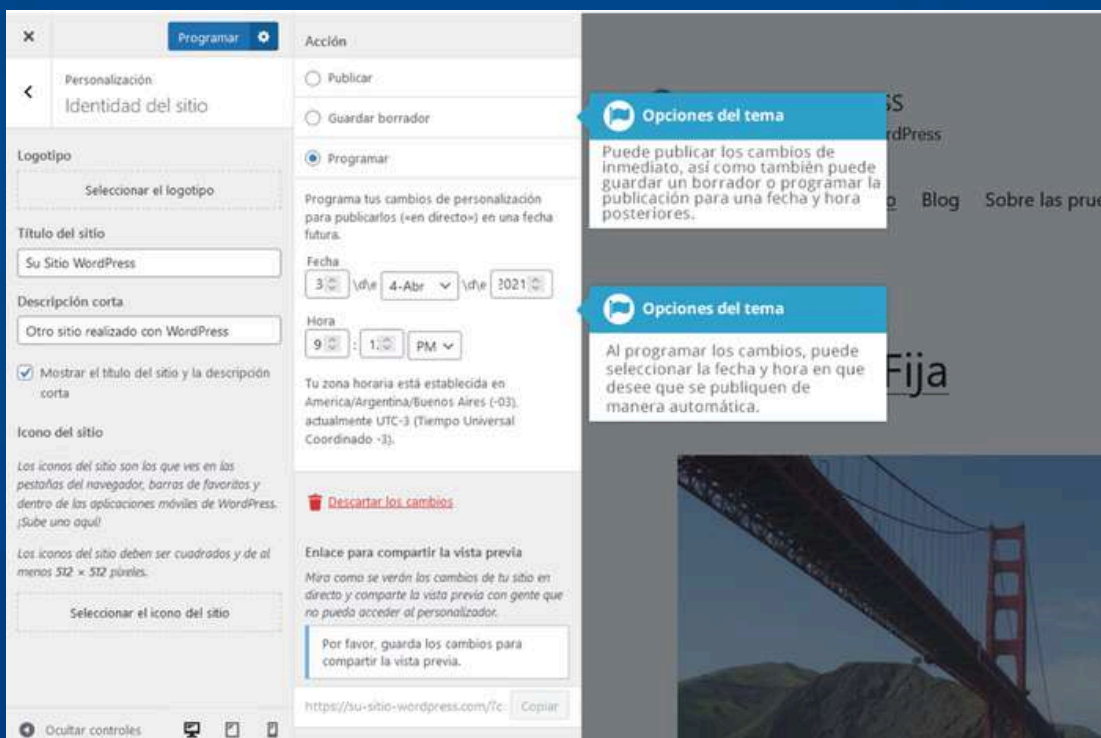 Programar
Personalización
Identidad del sitio
Logotipo
Seleccionar el logotipo
Título del sitio
Su Sitio WordPress
Descripción corta
Otro sitio realizado con WordPress
Mostrar el título del sitio y la descripción
corta
Icono del sitio
Los iconos del sitio son los que ves en las
pestañas del navegador, barras de favoritos y
dentro de las aplicaciones móviles de WordPress.
¡Sube uno aquí!
Los iconos del sitio deben ser cuadrados y de al
menos 512 × 512 píxeles.
Seleccionar el icono del sitio
Ocultar controles
Acción
Publicar
Guardar borrador
Programar
Programa tus cambios de personalización
para publicarlos («en directo») en una fecha
futura.
Fecha
3 \d\e 4-Abr \d\e 2021
Hora
9 : PM
Tu zona horaria está establecida en
America/Argentina/Buenos Aires (-03),
actualmente UTC-3 (Tiempo Universal
Coordinado -3).
Descartar los cambios
Enlace para compartir la vista previa
Mira como se verán los cambios de tu sitio en
directo y comparte la vista previa con gente que
no pueda acceder al personalizador.
Por favor, guarda los cambios para
compartir la vista previa.
https://su-sitio-wordpress.com/?c Copiar
Opciones del tema
Puede publicar los cambios de
inmediato, así como también puede
guardar un borrador o programar la
publicación para una fecha y hora
posteriores.
Blog Sobre las prue
Opciones del tema
Al programar los cambios, puede
seleccionar la fecha y hora en que
desee que se publiquen de
manera automática.
Fija